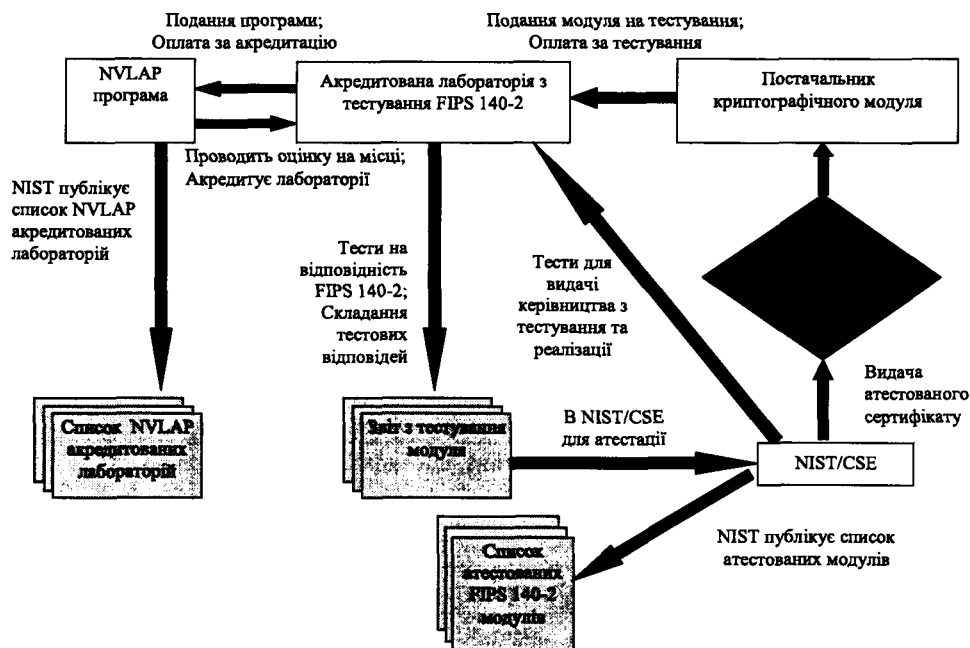 Подання програми;
Оплата за акредитацію
Подання модуля на тестування;
Оплата за тестування
NVLAP
програма
Акредитована лабораторія з
тестування FIPS 140-2
Постачальник
криптографічного модуля
Проводить оцінку на місці;
Акредитує лабораторії
NIST публікує
список NVLAP
акредитованих
лабораторій
Тести на
відповідність
FIPS 140-2;
Складання
тестових
відповідей
Тести для
видачі
керівництва з
тестування та
реалізації
Видача
атестованого
сертифікату
Список NVLAP
акредитованих
лабораторій
Звіт з тестування
модуля
В NIST/CSE
для атестації
NIST/CSE
NIST публікує список
атестованих модулів
Список
атестованих
FIPS 140-2
модулів